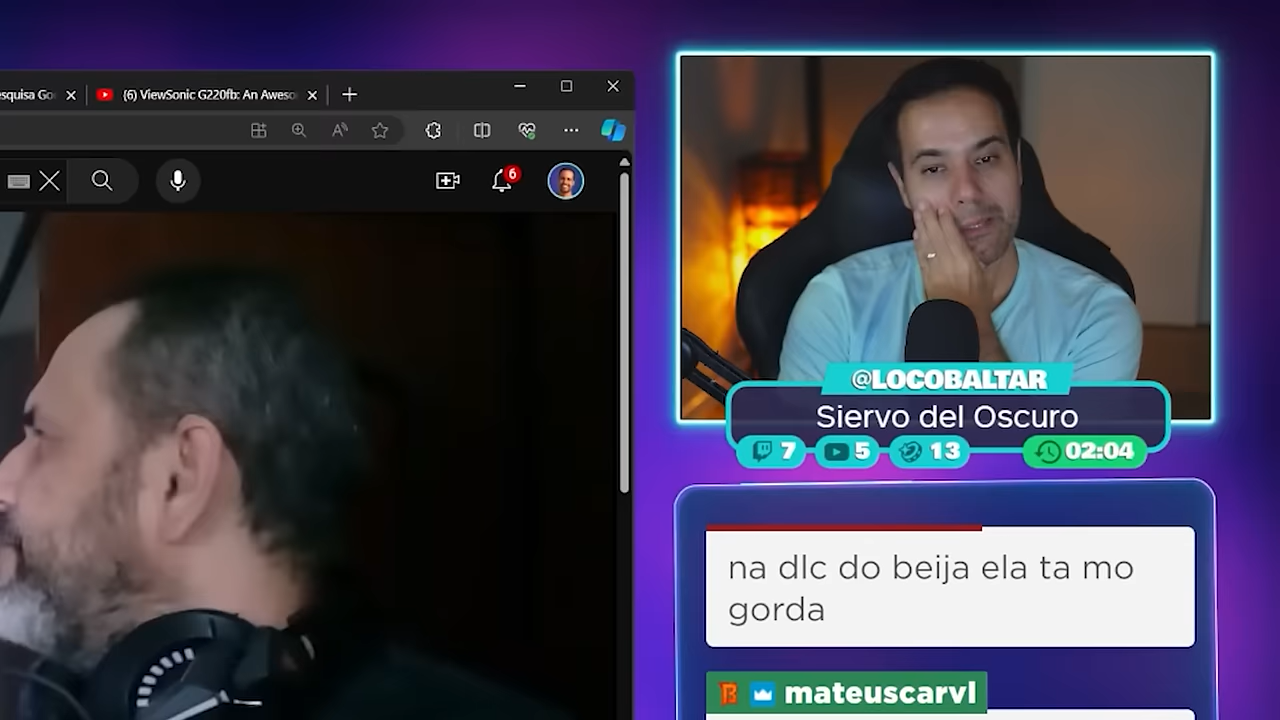 esquisa Go
(6) ViewSonic G220fb: An Aweso
6
@LOCOBALTAR
Siervo del Oscuro
7 5 13 02:04
na dlc do beija ela ta mo
gorda
mateuscarvl